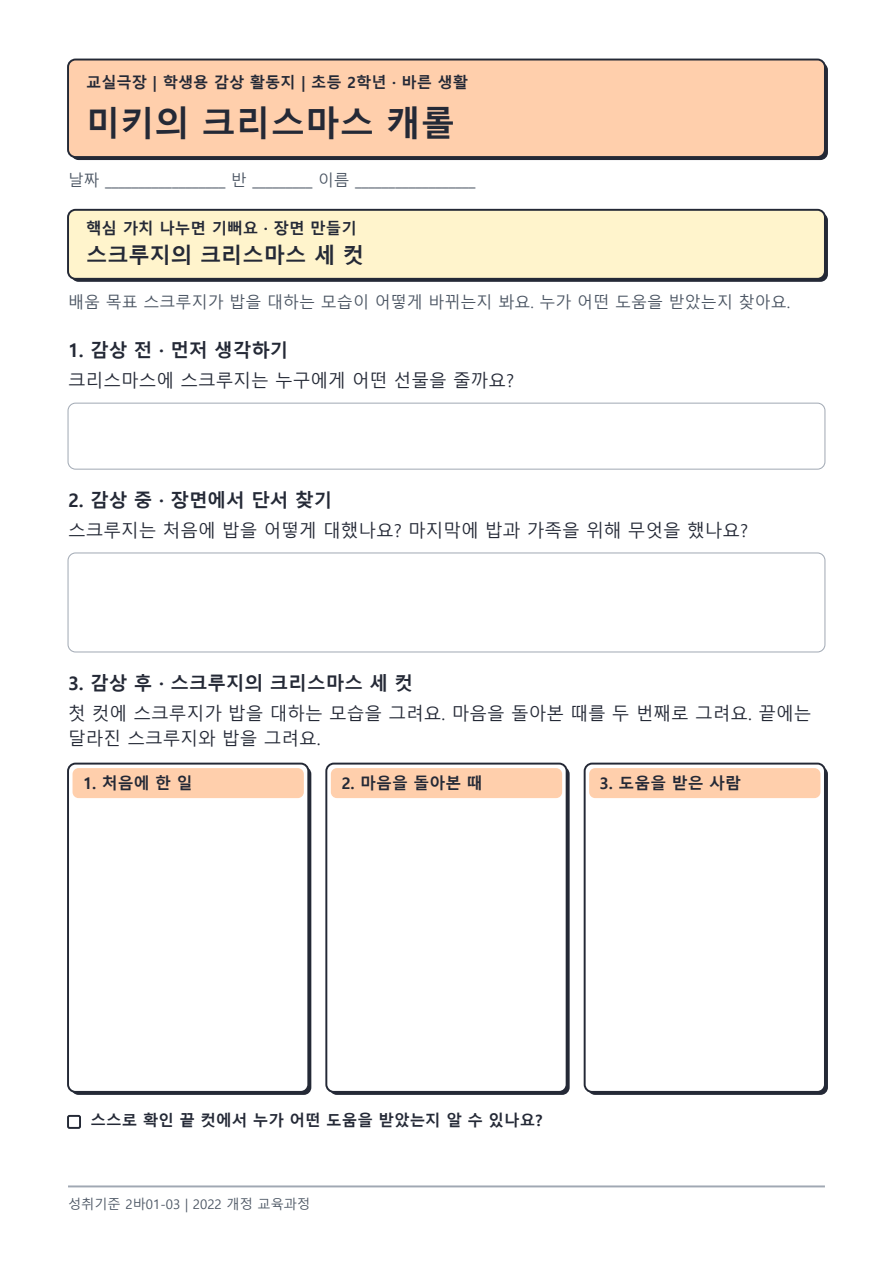 교실극장 | 학생용 감상 활동지 | 초등 2학년 · 바른 생활
미키의 크리스마스 캐롤
날짜 ______________ 반 _______ 이름 ______________
핵심 가치 나누면 기뻐요 · 장면 만들기
스크루지의 크리스마스 세 컷
배움 목표 스크루지가 밥을 대하는 모습이 어떻게 바뀌는지 봐요. 누가 어떤 도움을 받았는지 찾아요.
1. 감상 전 · 먼저 생각하기
크리스마스에 스크루지는 누구에게 어떤 선물을 줄까요?
2. 감상 중 · 장면에서 단서 찾기
스크루지는 처음에 밥을 어떻게 대했나요? 마지막에 밥과 가족을 위해 무엇을 했나요?
3. 감상 후 · 스크루지의 크리스마스 세 컷
첫 컷에 스크루지가 밥을 대하는 모습을 그려요. 마음을 돌아본 때를 두 번째로 그려요. 끝에는
달라진 스크루지와 밥을 그려요.
1. 처음에 한 일
2. 마음을 돌아본 때
3. 도움을 받은 사람
스스로 확인 끝 컷에서 누가 어떤 도움을 받았는지 알 수 있나요?
성취기준 2바01-03 | 2022 개정 교육과정